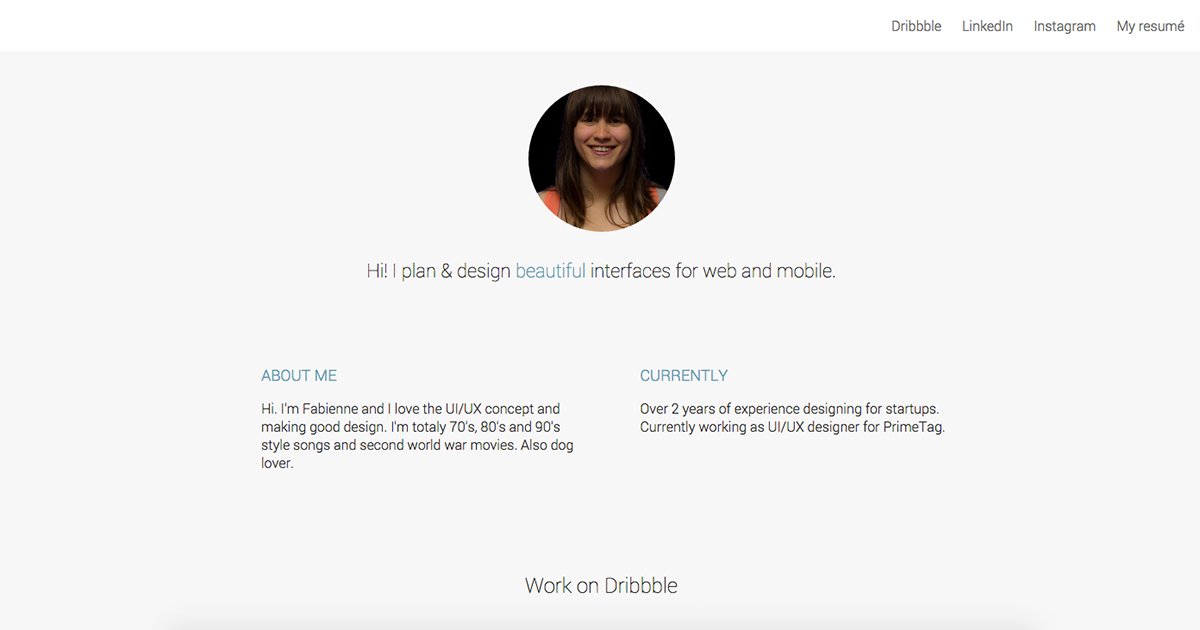 Dribbble LinkedIn Instagram My resumé
Hi! I plan & design beautiful interfaces for web and mobile.
ABOUT ME
Hi. I'm Fabienne and I love the UI/UX concept and
making good design. I'm totaly 70's, 80's and 90's
style songs and second world war movies. Also dog
lover.
CURRENTLY
Over 2 years of experience designing for startups.
Currently working as UI/UX designer for PrimeTag.
Work on Dribbble